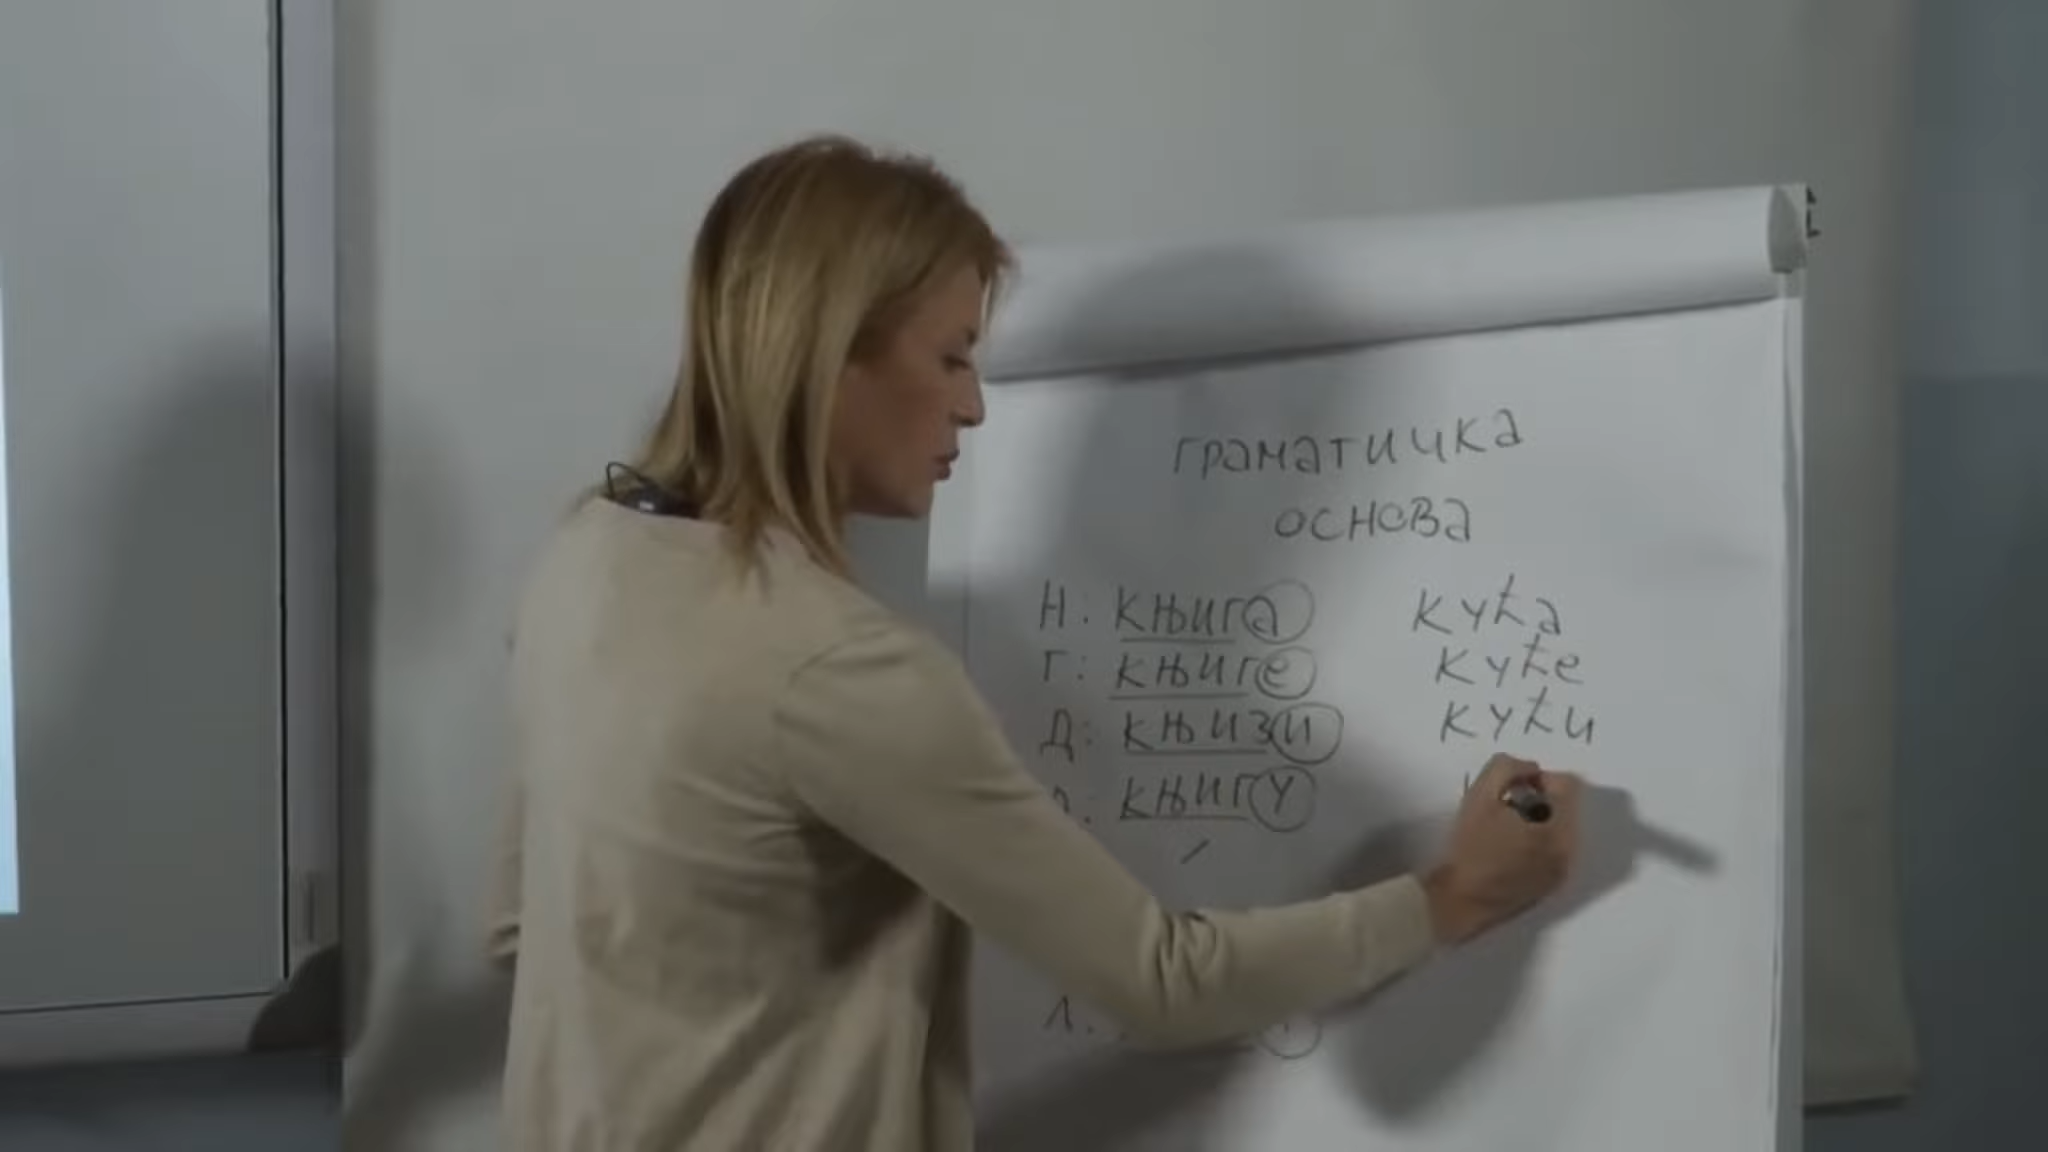 граматичка
основа
Н: књига кућа
Г: књиге куће
Д: књизи кући
књигу
Л.